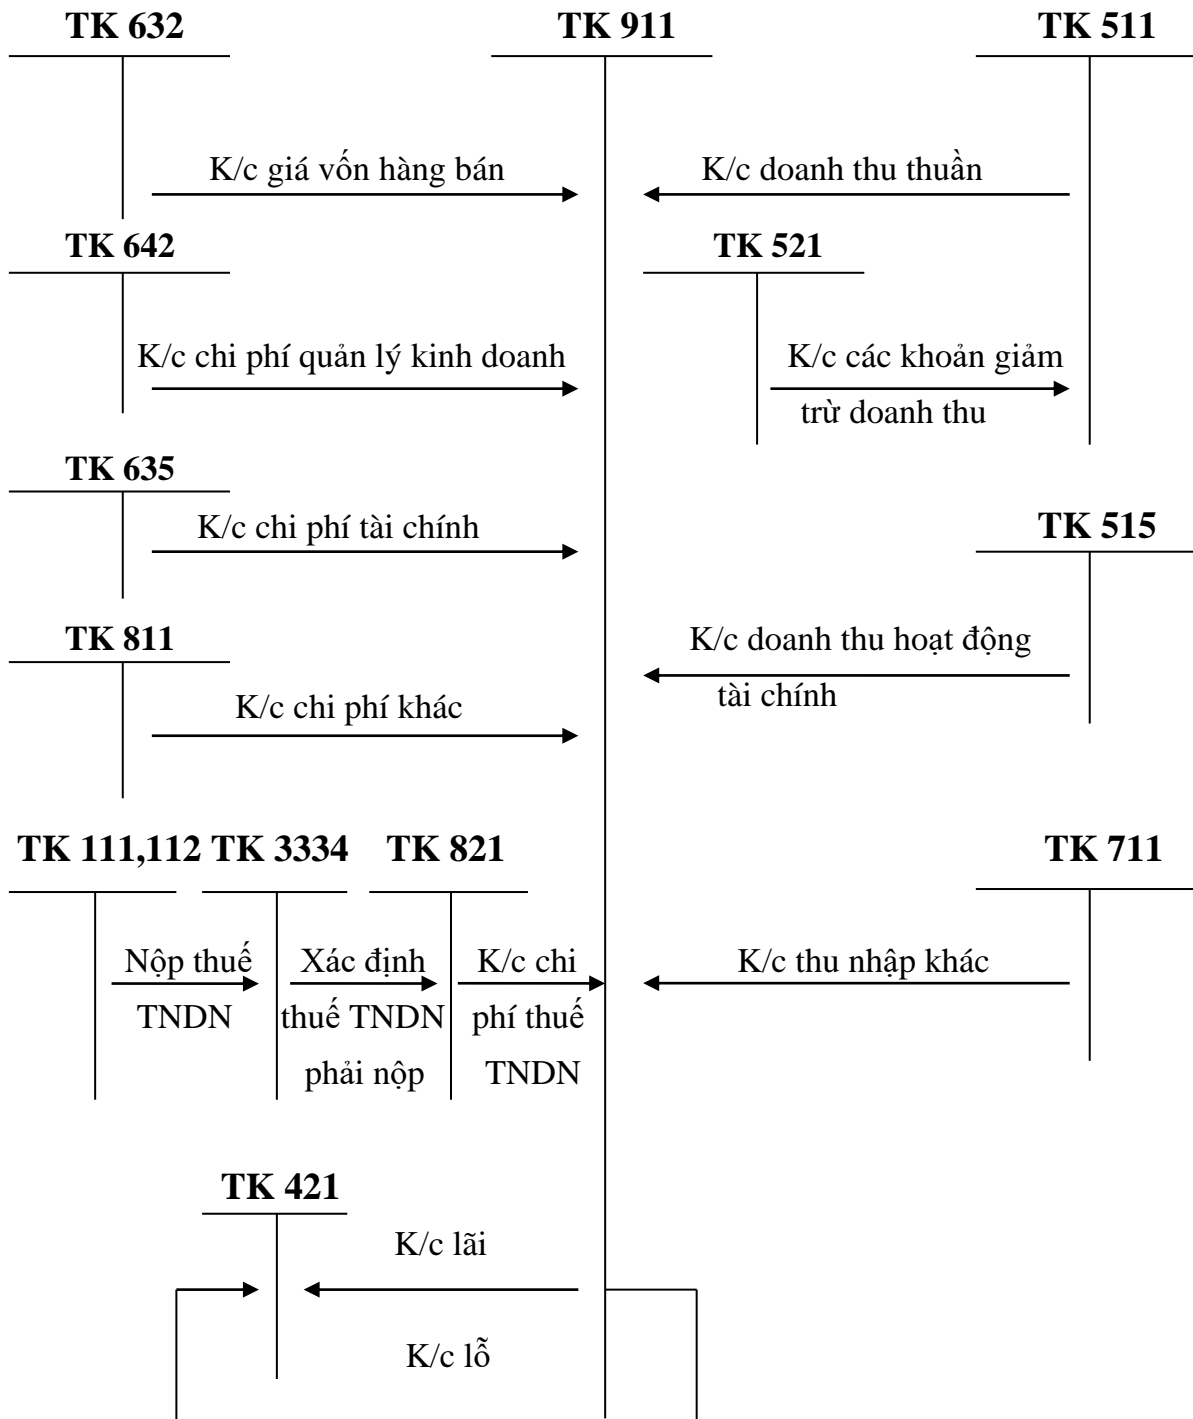 TK 632
TK 911
TK 511
K/c giá vốn hàng bán
K/c doanh thu thuần
TK 642
TK 521
K/c chi phí quản lý kinh doanh
K/c các khoản giảm
trừ doanh thu
TK 635
K/c chi phí tài chính
TK 515
TK 811
K/c doanh thu hoạt động
tài chính
K/c chi phí khác
TK 111,112
TK 3334
TK 821
TK 711
Nộp thuế
TNDN
Xác định
thuế TNDN
phải nộp
K/c chi
phí thuế
TNDN
K/c thu nhập khác
TK 421
K/c lãi
K/c lỗ